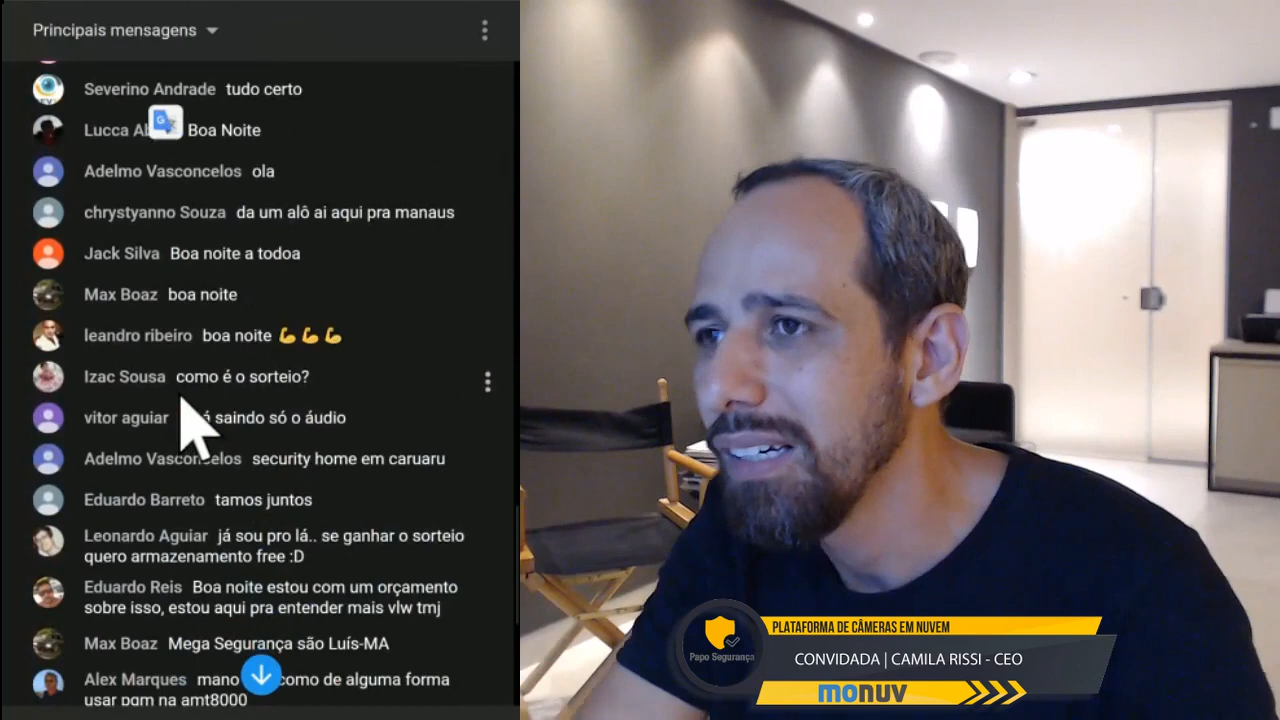 Principais mensagens
Severino Andrade tudo certo
Lucca Boa Noite
Adelmo Vasconcelos ola
chrystyanno Souza da um alô ai aqui pra manaus
Jack Silva Boa noite a todoa
Max Boaz boa noite
leandro ribeiro boa noite 💪💪💪
Izac Sousa como é o sorteio?
vitor aguiar saindo só o áudio
Adelmo Vasconcelos security home em caruaru
Eduardo Barreto tamos juntos
Leonardo Aguiar já sou pro lá.. se ganhar o sorteio
quero armazenamento free :D
Eduardo Reis Boa noite estou com um orçamento
sobre isso, estou aqui pra entender mais vlw tmj
Max Boaz Mega Segurança são Luís-MA
Alex Marques mano como de alguma forma
usar pgm na amt8000
PLATAFORMA DE CÂMERAS EM NUVEM
Papo Segurança
CONVIDADA | CAMILA RISSI - CEO
monuv